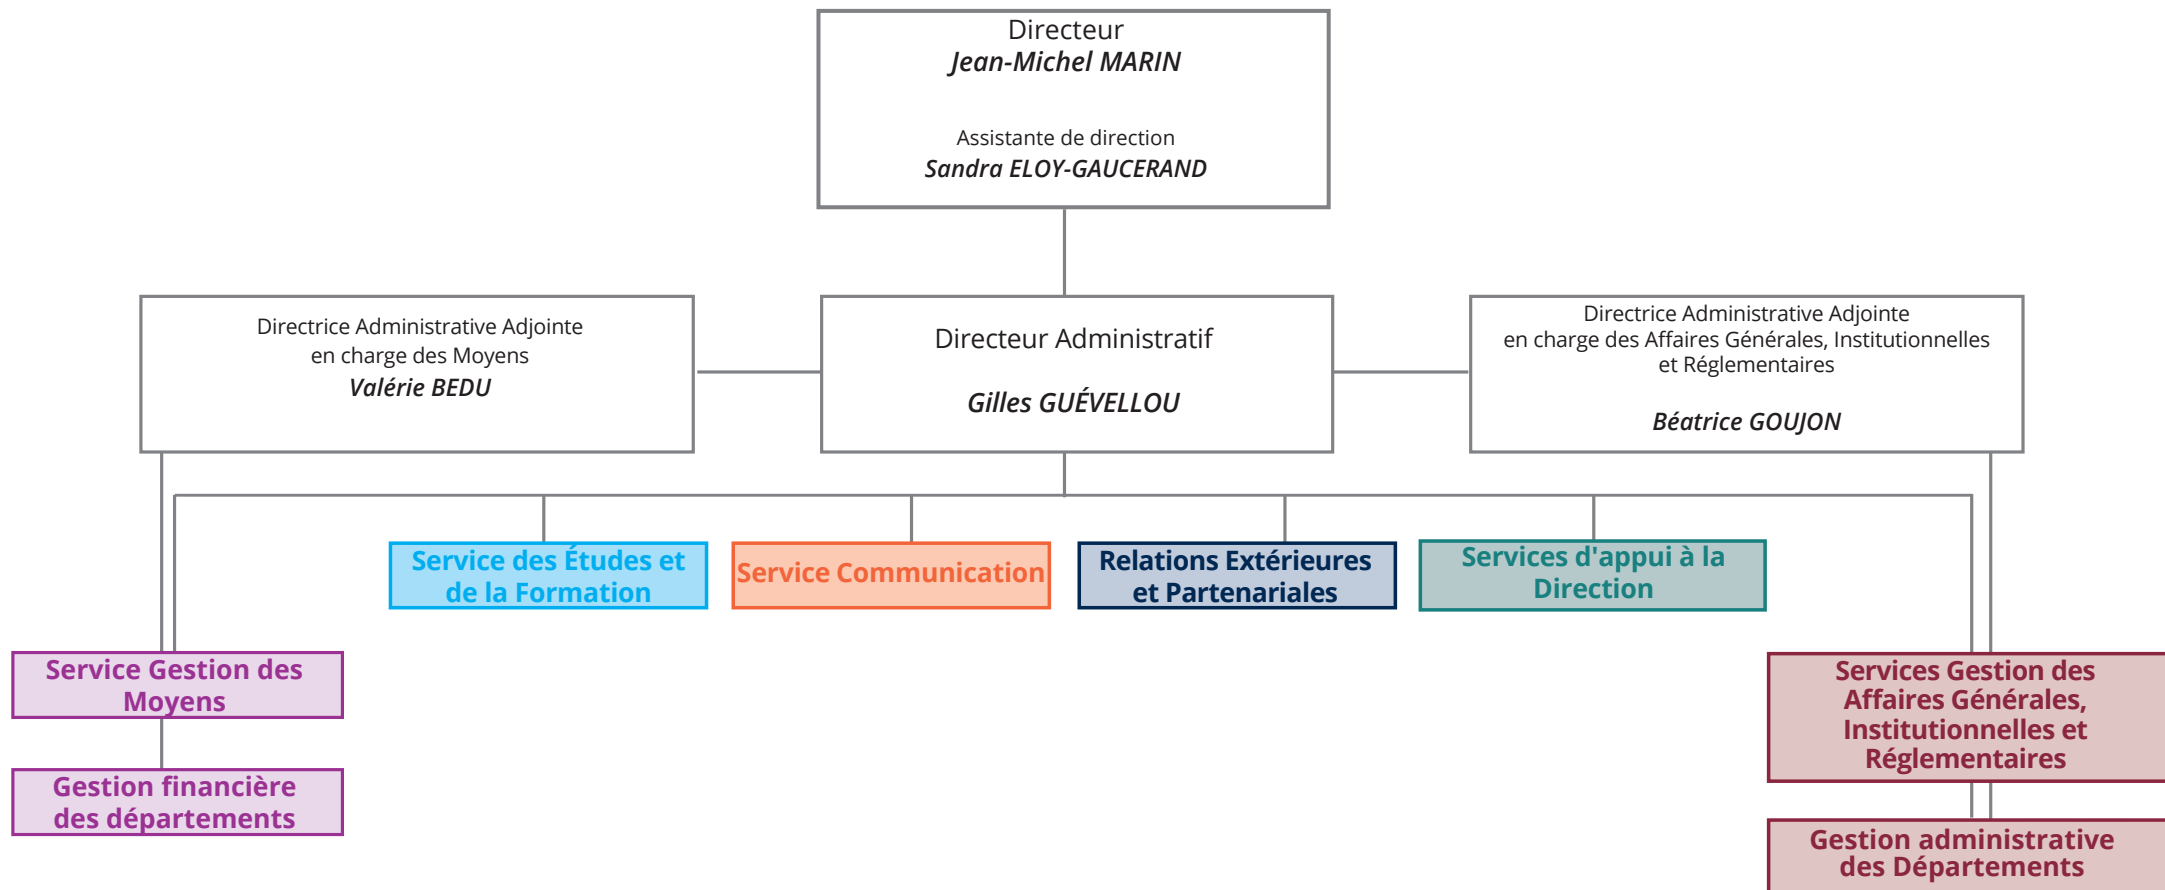 Directeur
Jean-Michel MARIN
Assistante de direction
Sandra ELOY-GAUCERAND
Directrice Administrative Adjointe
en charge des Moyens
Valérie BEDU
Directeur Administratif
Gilles GUÉVELLOU
Directrice Administrative Adjointe
en charge des Affaires Générales, Institutionnelles
et Réglementaires
Béatrice GOUJON
Service des Études et
de la Formation
Service Communication
Relations Extérieures
et Partenariales
Services d'appui à la
Direction
Service Gestion des
Moyens
Gestion financière
des départements
Services Gestion des
Affaires Générales,
Institutionnelles et
Réglementaires
Gestion administrative
des Départements